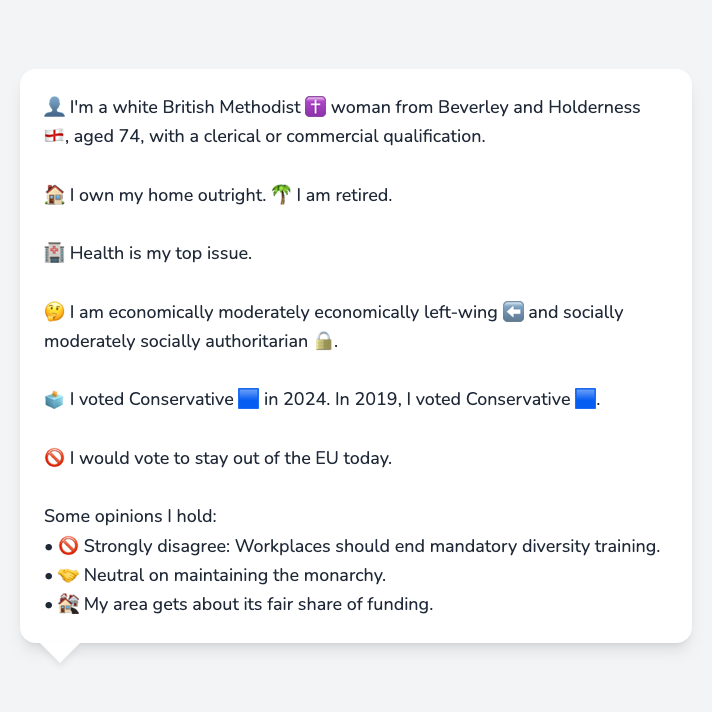 👤 I'm a white British Methodist ✝️ woman from Beverley and Holderness
🏴󠁧󠁢󠁥󠁮󠁧󠁿, aged 74, with a clerical or commercial qualification.
🏠 I own my home outright. 🌴 I am retired.
🏥 Health is my top issue.
🤔 I am economically moderately economically left-wing ⬅️ and socially
moderately socially authoritarian 🔒.
🗳️ I voted Conservative 🟦 in 2024. In 2019, I voted Conservative 🟦.
🚫 I would vote to stay out of the EU today.
Some opinions I hold:
• 🚫 Strongly disagree: Workplaces should end mandatory diversity training.
• 🤝 Neutral on maintaining the monarchy.
• 🏘️ My area gets about its fair share of funding.